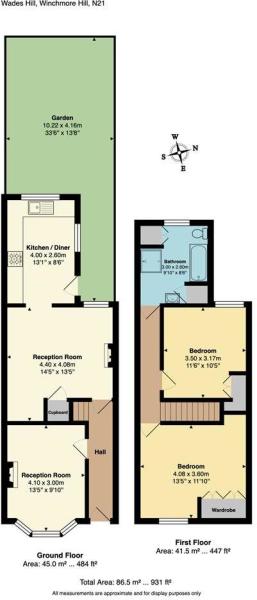 Wades Hill, Winchmore Hill, N21
Garden
10.22 x 4.16m
33'6" x 13'8"
W
N
S
E
Kitchen / Diner
4.00 x 2.60m
13'1" x 8'6"
Bathroom
3.00 x 2.60m
9'10" x 8'6"
Reception Room
4.40 x 4.08m
14'5" x 13'5"
Bedroom
3.50 x 3.17m
11'6" x 10'5"
Cupboard
Hall
Reception Room
4.10 x 3.00m
13'5" x 9'10"
Bedroom
4.08 x 3.60m
13'5" x 11'10"
Wardrobe
Ground Floor
Area: 45.0 m² ... 484 ft²
First Floor
Area: 41.5 m² ... 447 ft²
Total Area: 86.5 m² ... 931 ft²
All measurements are approximate and for display purposes only